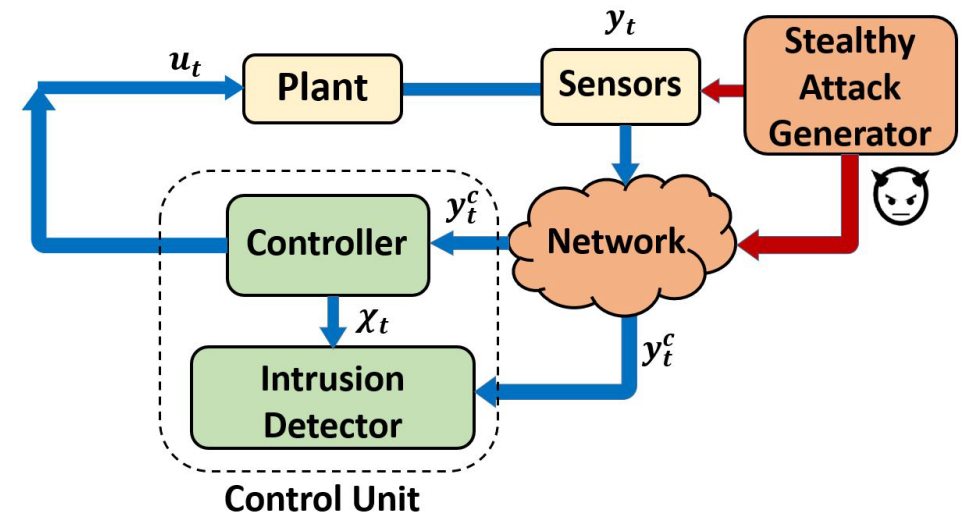 y_t
Stealthy
Attack
Generator
u_t
Plant
Sensors
y_t^c
Controller
Network
χ_t
y_t^c
Intrusion
Detector
Control Unit